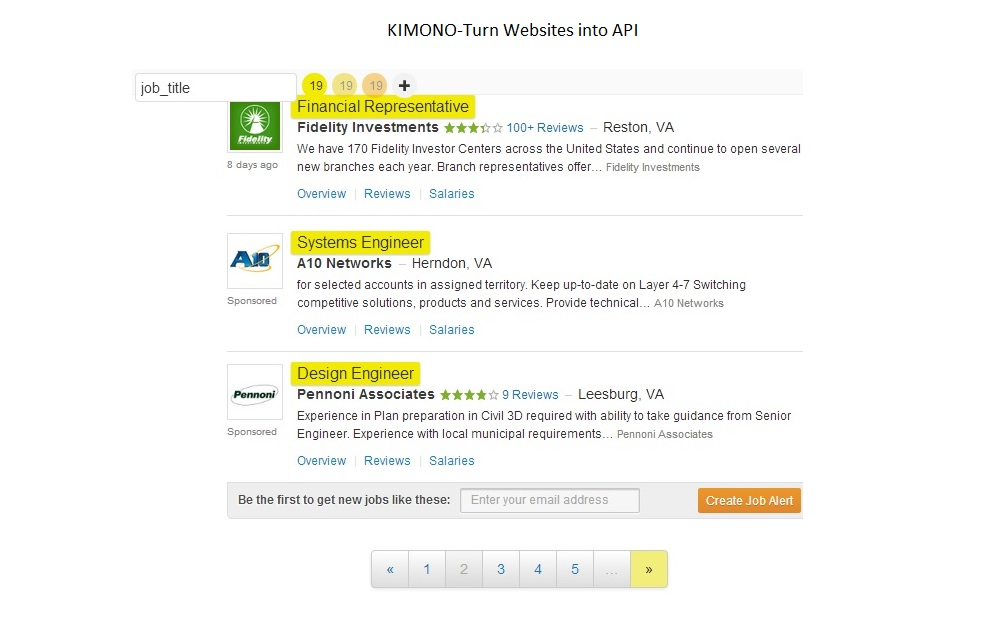 KIMONO-Turn Websites into API
job_title
19 19 19 +
Financial Representative
Fidelity
Fidelity Investments 100+ Reviews – Reston, VA
We have 170 Fidelity Investor Centers across the United States and continue to open several
8 days ago
new branches each year. Branch representatives offer... Fidelity Investments
Overview | Reviews | Salaries
Systems Engineer
A10
A10 Networks – Herndon, VA
for selected accounts in assigned territory. Keep up-to-date on Layer 4-7 Switching
Sponsored
competitive solutions, products and services. Provide technical... A10 Networks
Overview | Reviews | Salaries
Design Engineer
Pennoni
Pennoni Associates 9 Reviews – Leesburg, VA
Experience in Plan preparation in Civil 3D required with ability to take guidance from Senior
Sponsored
Engineer. Experience with local municipal requirements... Pennoni Associates
Overview | Reviews | Salaries
Be the first to get new jobs like these: Enter your email address Create Job Alert
« 1 2 3 4 5 ... »